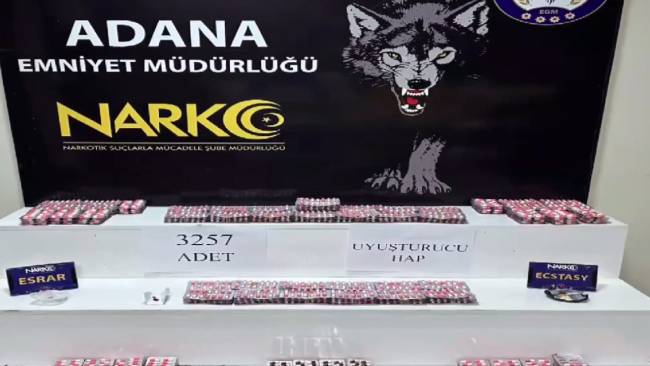 ADANA
EMNİYET MÜDÜRLÜĞÜ
NARKO
NARKOTİK SUÇLARLA MÜCADELE ŞUBE MÜDÜRLÜĞÜ
EGM
3257
ADET
UYUŞTURUCU
HAP
NARKO
ESRAR
NARKO
ECSTASY